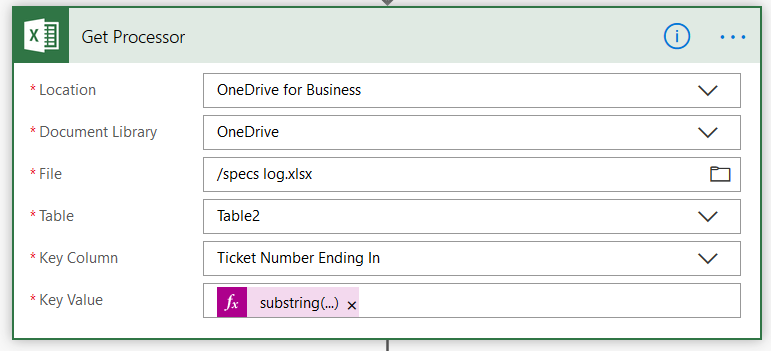 Get Processor
* Location OneDrive for Business
* Document Library OneDrive
* File /specs log.xlsx
* Table Table2
* Key Column Ticket Number Ending In
* Key Value fx substring(...) ×